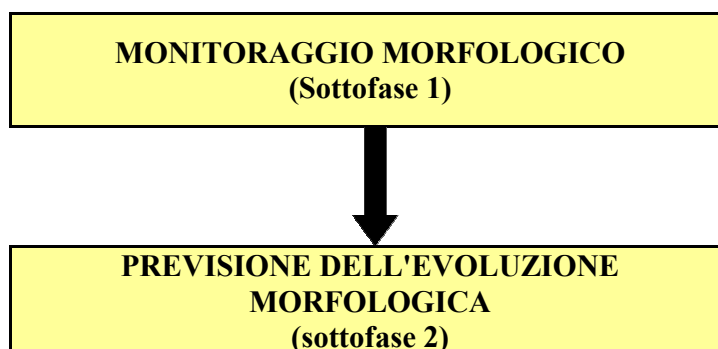 MONITORAGGIO MORFOLOGICO
(Sottofase 1)
PREVISIONE DELL'EVOLUZIONE
MORFOLOGICA
(sottofase 2)